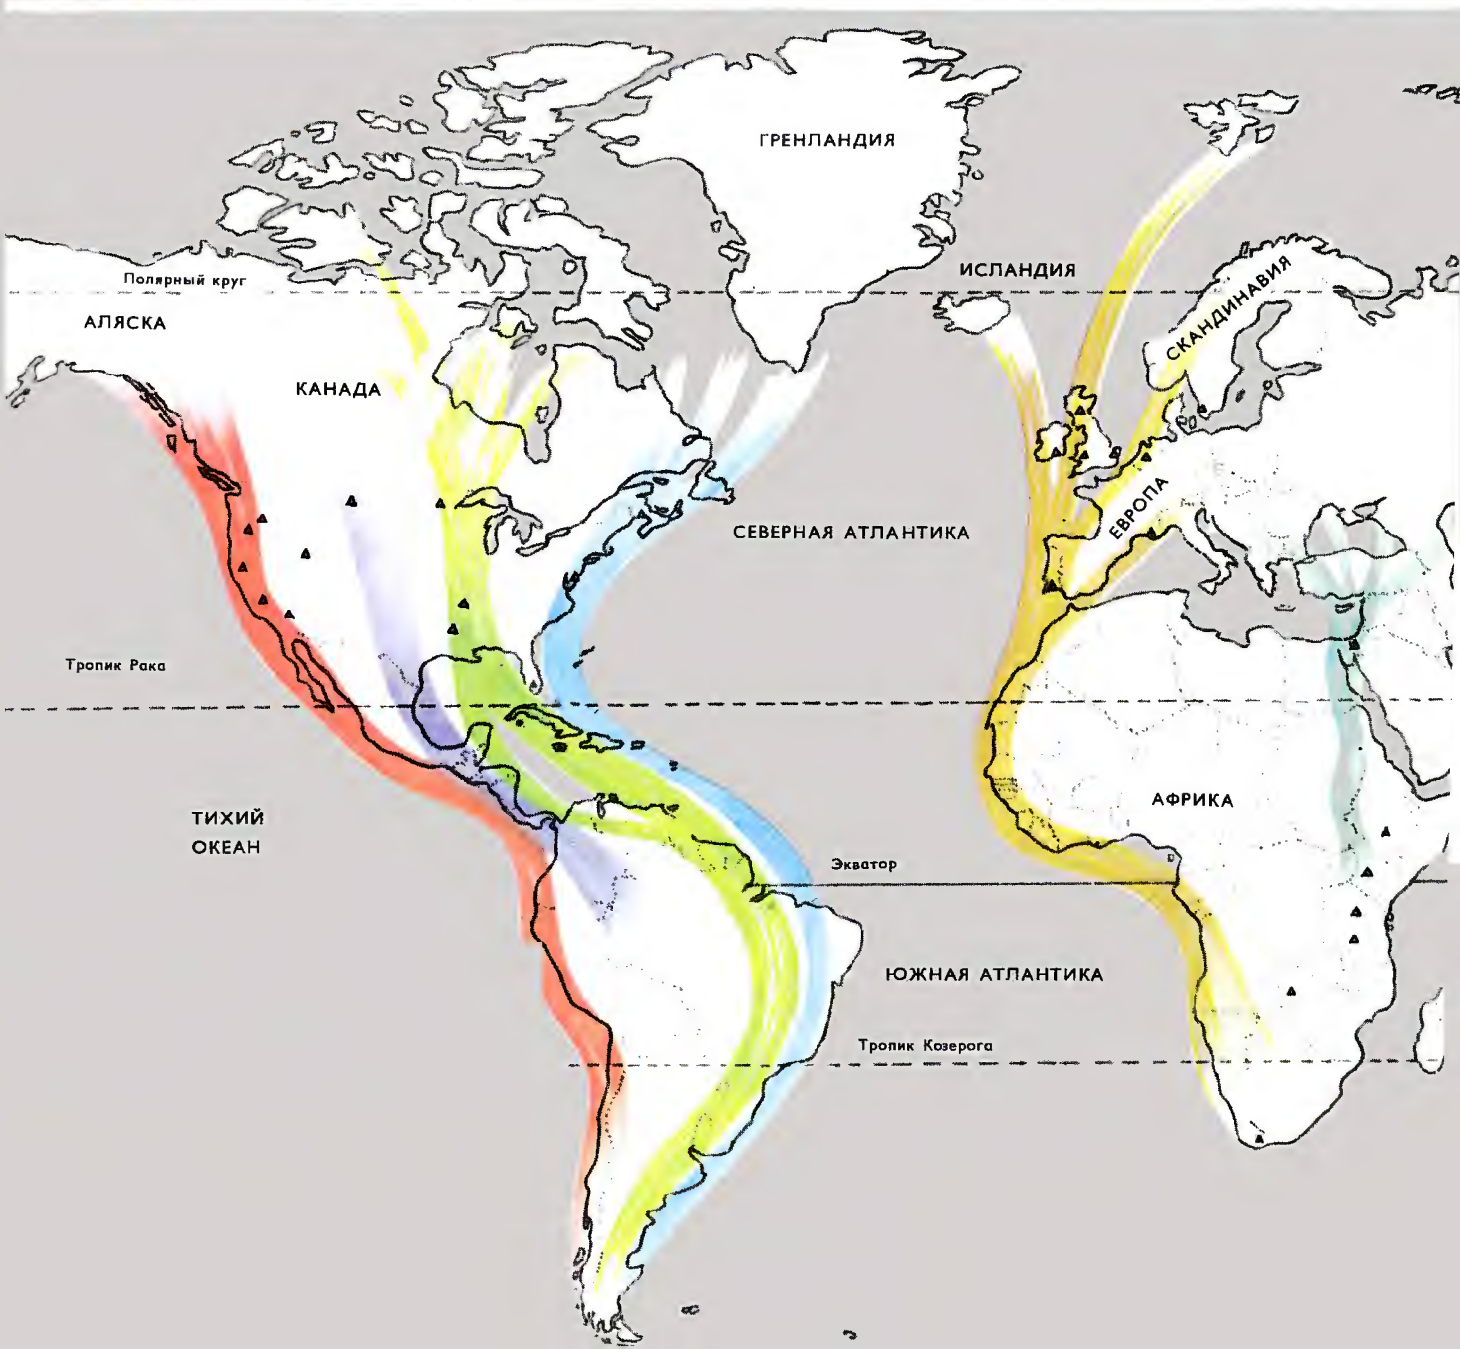 ГРЕНЛАНДИЯ
ИСЛАНДИЯ
Полярный круг
СКАНДИНАВИЯ
АЛЯСКА
КАНАДА
ЕВРОПА
СЕВЕРНАЯ АТЛАНТИКА
Тропик Рака
АФРИКА
ТИХИЙ
ОКЕАН
Экватор
ЮЖНАЯ АТЛАНТИКА
Тропик Козерога